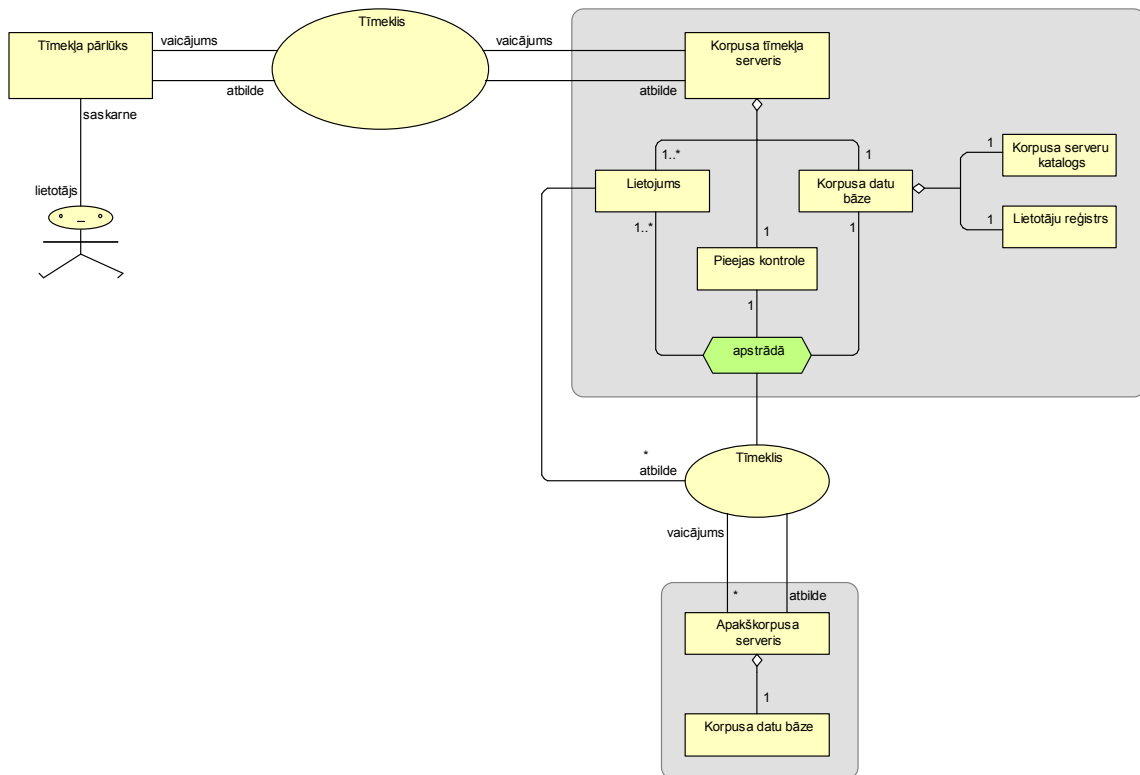 Tīmeklis
Tīmekļa pārlūks
vaicājums
vaicājums
Korpusa tīmekļa
serveris
atbilde
atbilde
saskarne
1..*
1
1
Korpusa serveru
katalogs
Lietojums
Korpusa datu
bāze
lietotājs
1
Lietotāju reģistrs
1..*
1
1
Pieejas kontrole
1
apstrādā
*
atbilde
Tīmeklis
vaicājums
*
atbilde
Apakškorpusa
serveris
1
Korpusa datu bāze